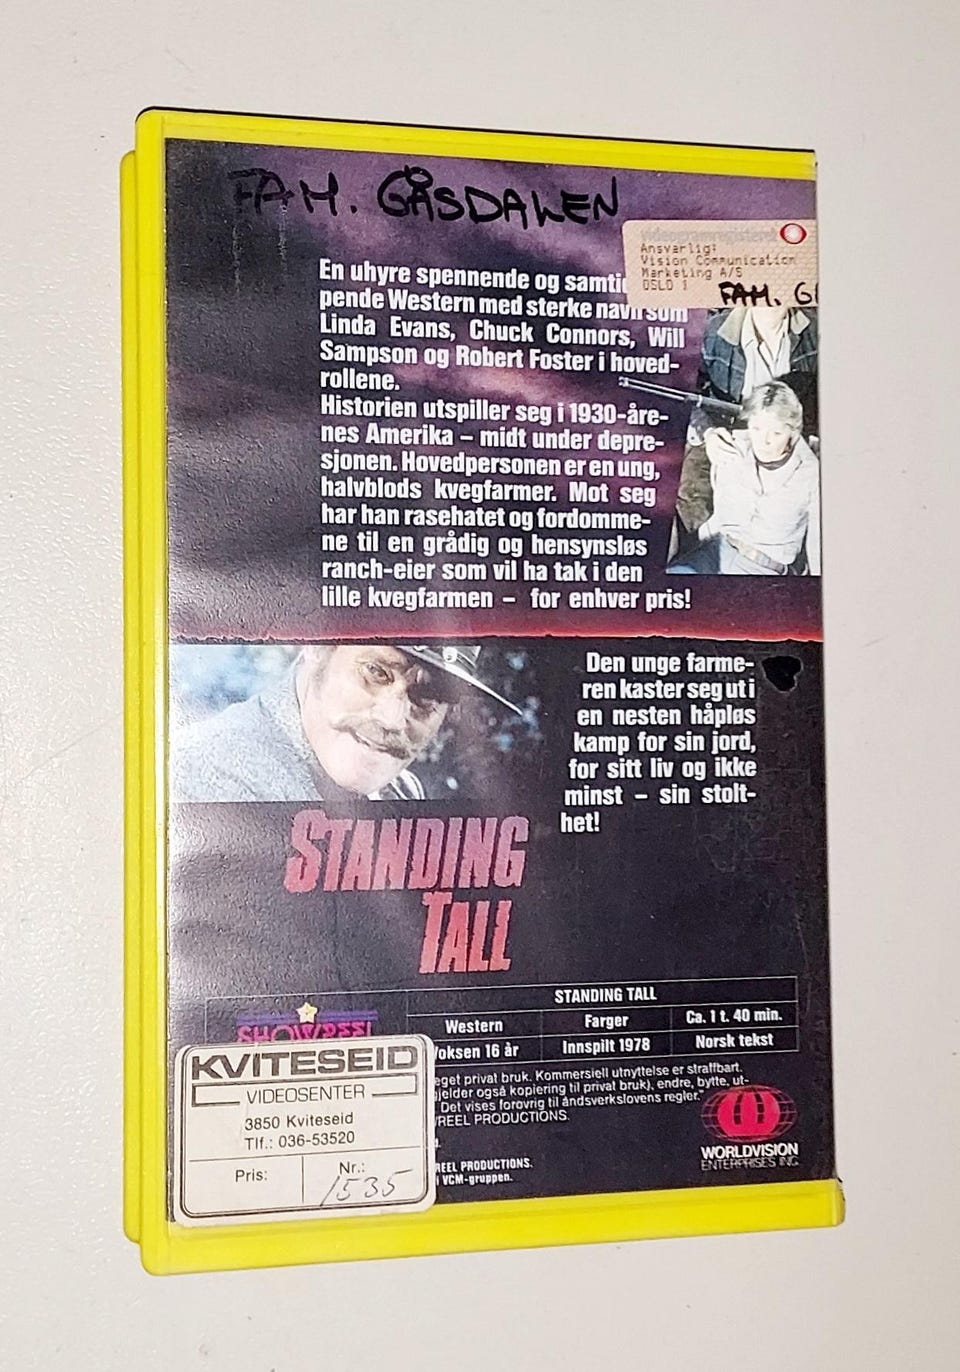 FAM. GÅSDALEN
videogramregisteret
Ansvarlig:
Vision Communication
Marketing A/S
OSLO 1
FAM. G
En uhyre spennende og
pende Western med sterke navn som
Linda Evans, Chuck Connors, Will
Sampson og Robert Foster i hoved-
rollene.
Historien utspiller seg i 1930-åre-
nes Amerika – midt under depre-
sjonen. Hovedpersonen er en ung,
halvblods kvegfarmer. Mot seg
har han rasehatet og fordomme-
ne til en grådig og hensynsløs
ranch-eier som vil ha tak i den
lille kvegfarmen – for enhver pris!
Den unge farme-
ren kaster seg ut i
en nesten håpløs
kamp for sin jord,
for sitt liv og ikke
minst – sin stolt-
het!
STANDING
TALL
STANDING TALL
Western Farger Ca. 1 t. 40 min.
Voksen 16 år Innspilt 1978 Norsk tekst
SHOWREEL
eget privat bruk. Kommersiell utnyttelse er straffbart.
jelder også kopiering til privat bruk), endre, bytte, ut-
Det vises forøvrig til åndsverkslovens regler."
REEL PRODUCTIONS.
REEL PRODUCTIONS.
VCM-gruppen.
WORLDVISION
ENTERPRISES INC.
KVITESEID
VIDEOSENTER
3850 Kviteseid
Tlf.: 036-53520
Pris: Nr.:
1535